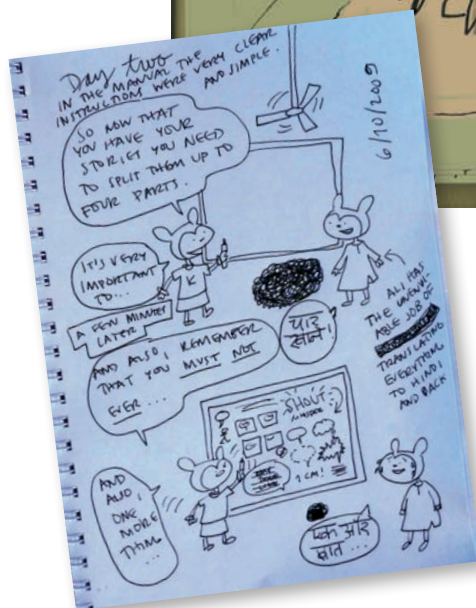 Day two
IN THE MANUAL THE
INSTRUCTIONS WERE VERY CLEAR
AND SIMPLE.
6/10/2009
SO NOW THAT
YOU HAVE YOUR
STORIES YOU NEED
TO SPLIT THEM UP TO
FOUR PARTS.
IT'S VERY
IMPORTANT
TO...
ALI HAS
THE UNENVI-
ABLE JOB OF
TRANSLATING
EVERYTHING
TO HINDI
AND BACK
चार
खाने!
A FEW MINUTES
LATER
AND ALSO, REMEMBER
THAT YOU MUST NOT
EVER...
SHOUT
1 CM!
AND
ALSO,
ONE
MORE
THING
...
एक और
बात...